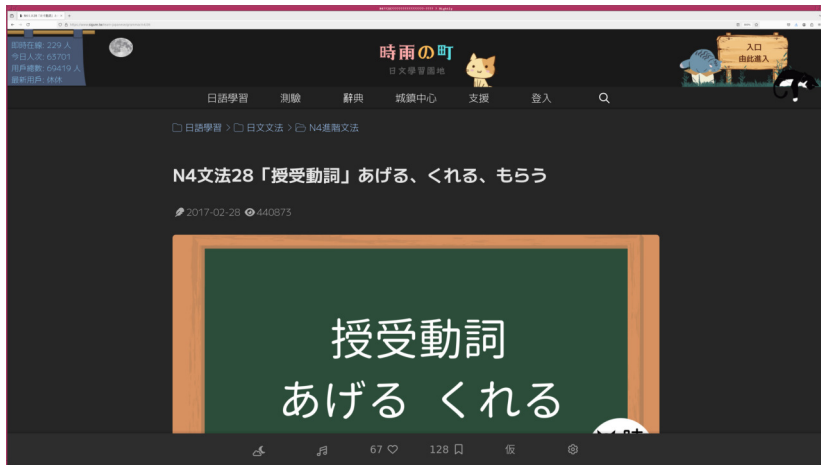 即時在線: 229 人
今日人次: 63701
用戶總數: 69419 人
最新用戶: 休休
時雨の町
日文學習園地
入口
由此進入
日語學習 測驗 辭典 城鎮中心 支援 登入
日語學習 > 日文文法 > N4進階文法
N4文法28「授受動詞」あげる、くれる、もらう
2017-02-28 440873
授受動詞
あげる くれる
67 128 仮